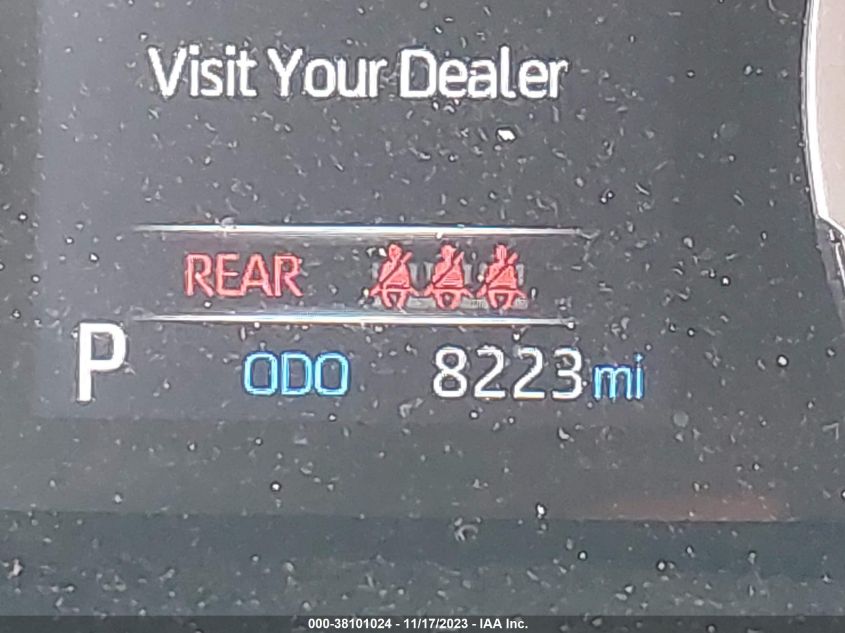 Visit Your Dealer
REAR
P ODO 8223 mi
000-38101024 - 11/17/2023 - IAA Inc.